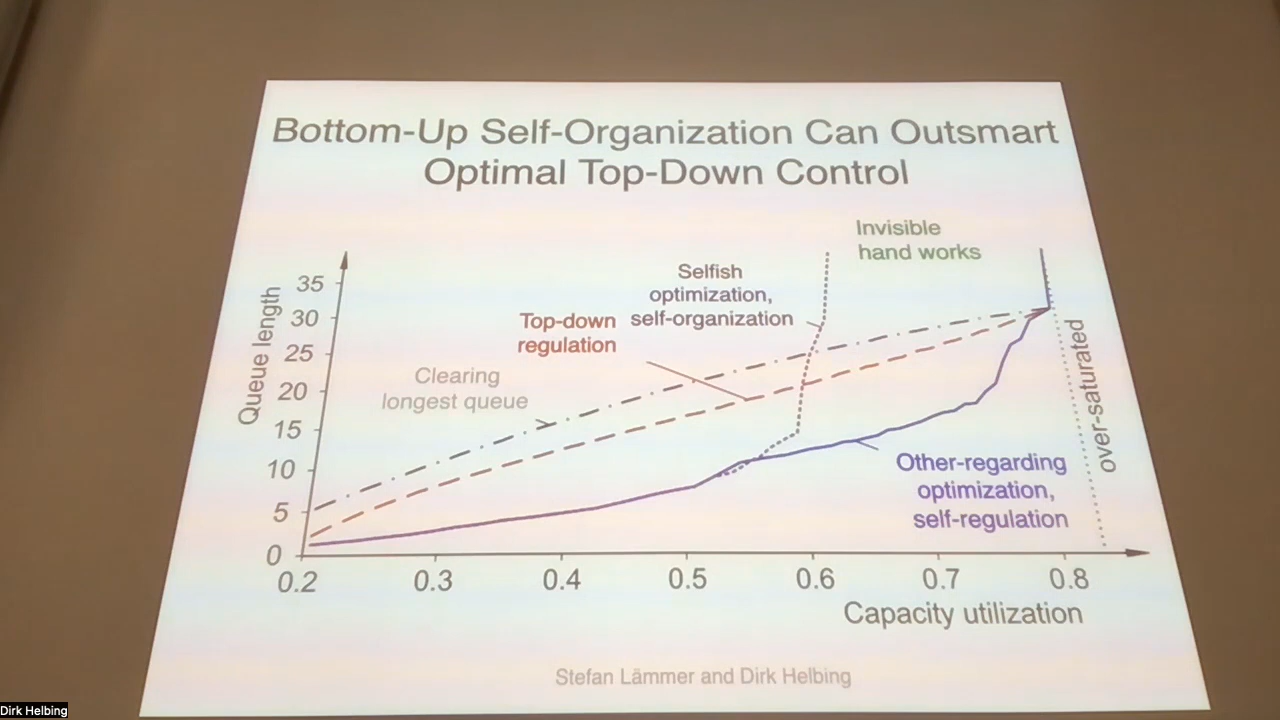 Bottom-Up Self-Organization Can Outsmart
Optimal Top-Down Control
Invisible
hand works
Selfish
optimization,
self-organization
Top-down
regulation
Clearing
longest queue
Queue length
35
30
25
20
15
10
5
0
over-saturated
Other-regarding
optimization,
self-regulation
0.2 0.3 0.4 0.5 0.6 0.7 0.8
Capacity utilization
Stefan Lämmer and Dirk Helbing
Dirk Helbing